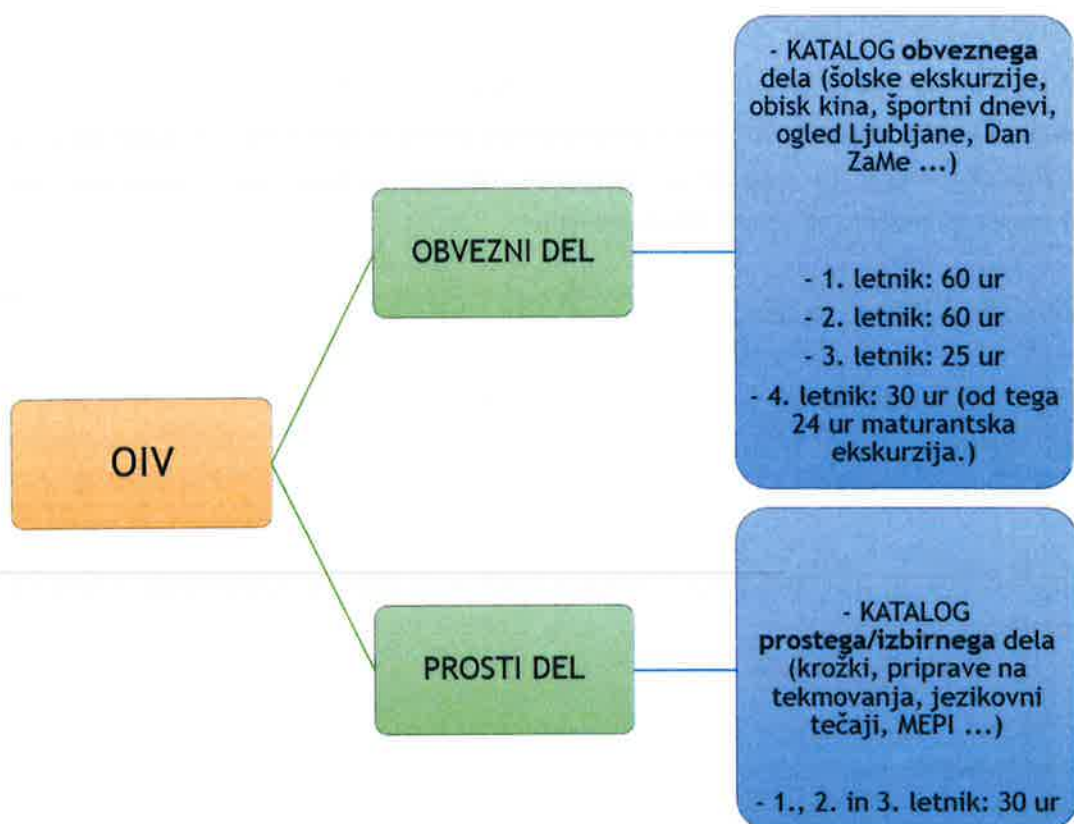 OIV
OBVEZNI DEL
- KATALOG obveznega
dela (šolske ekskurzije,
obisk kina, športni dnevi,
ogled Ljubljane, Dan
ZaMe ...)
- 1. letnik: 60 ur
- 2. letnik: 60 ur
- 3. letnik: 25 ur
- 4. letnik: 30 ur (od tega
24 ur maturantska
ekskurzija.)
PROSTI DEL
- KATALOG
prostega/izbirnega dela
(krožki, priprave na
tekmovanja, jezikovni
tečaji, MEPI ...)
- 1., 2. in 3. letnik: 30 ur